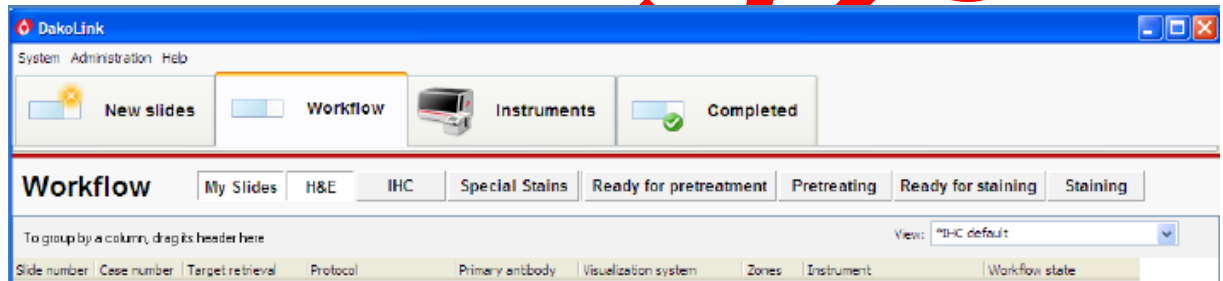 DakoLink
System Administration Help
New slides Workflow Instruments Completed
Workflow My Slides H&E IHC Special Stains Ready for pretreatment Pretreating Ready for staining Staining
To group by a column, drag its header here View: *IHC default
Slide number Case number Target retrieval Protocol Primary antibody Visualization system Zones Instrument Workflow state